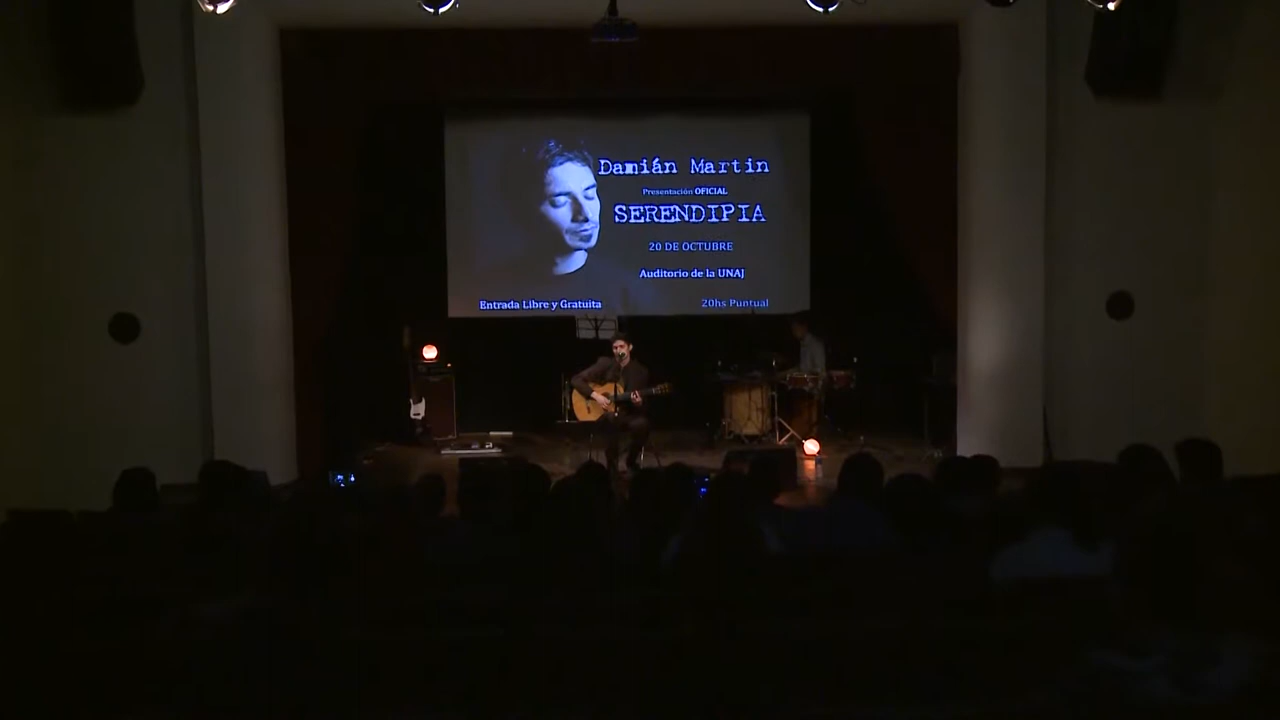 Damián Martin
Presentación OFICIAL
SERENDIPIA
20 DE OCTUBRE
Auditorio de la UNAJ
Entrada Libre y Gratuita
20hs Puntual